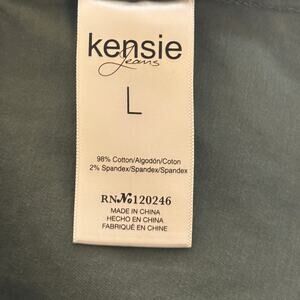 kensie
Jeans
L
98% Cotton/Algodón/Coton
2% Spandex/Spandex/Spandex
RN№120246
MADE IN CHINA
HECHO EN CHINA
FABRIQUÉ EN CHINE